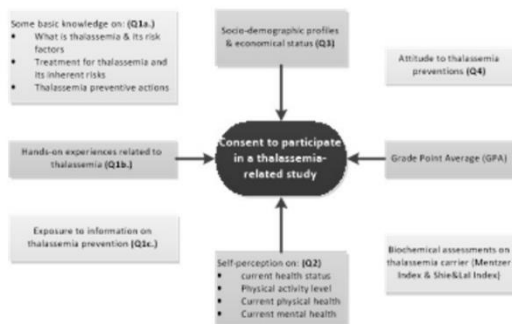 Some basic knowledge on: (Q1a.)
• What is thalassemia & its risk
factors
• Treatment for thalassemia and
its inherent risks
• Thalassemia preventive actions
Socio-demographic profiles
& economical status (Q3)
Attitude to thalassemia
preventions (Q4)
Hands-on experiences related to
thalassemia (Q1b.)
Consent to participate
in a thalassemia-
related study
Grade Point Average (GPA)
Exposure to information on
thalassemia prevention (Q1c.)
Self-perception on: (Q2)
• current health status
• Physical activity level
• Current physical health
• Current mental health
Biochemical assessments on
thalassemia carrier (Mentzer
Index & Shie&Lal Index)